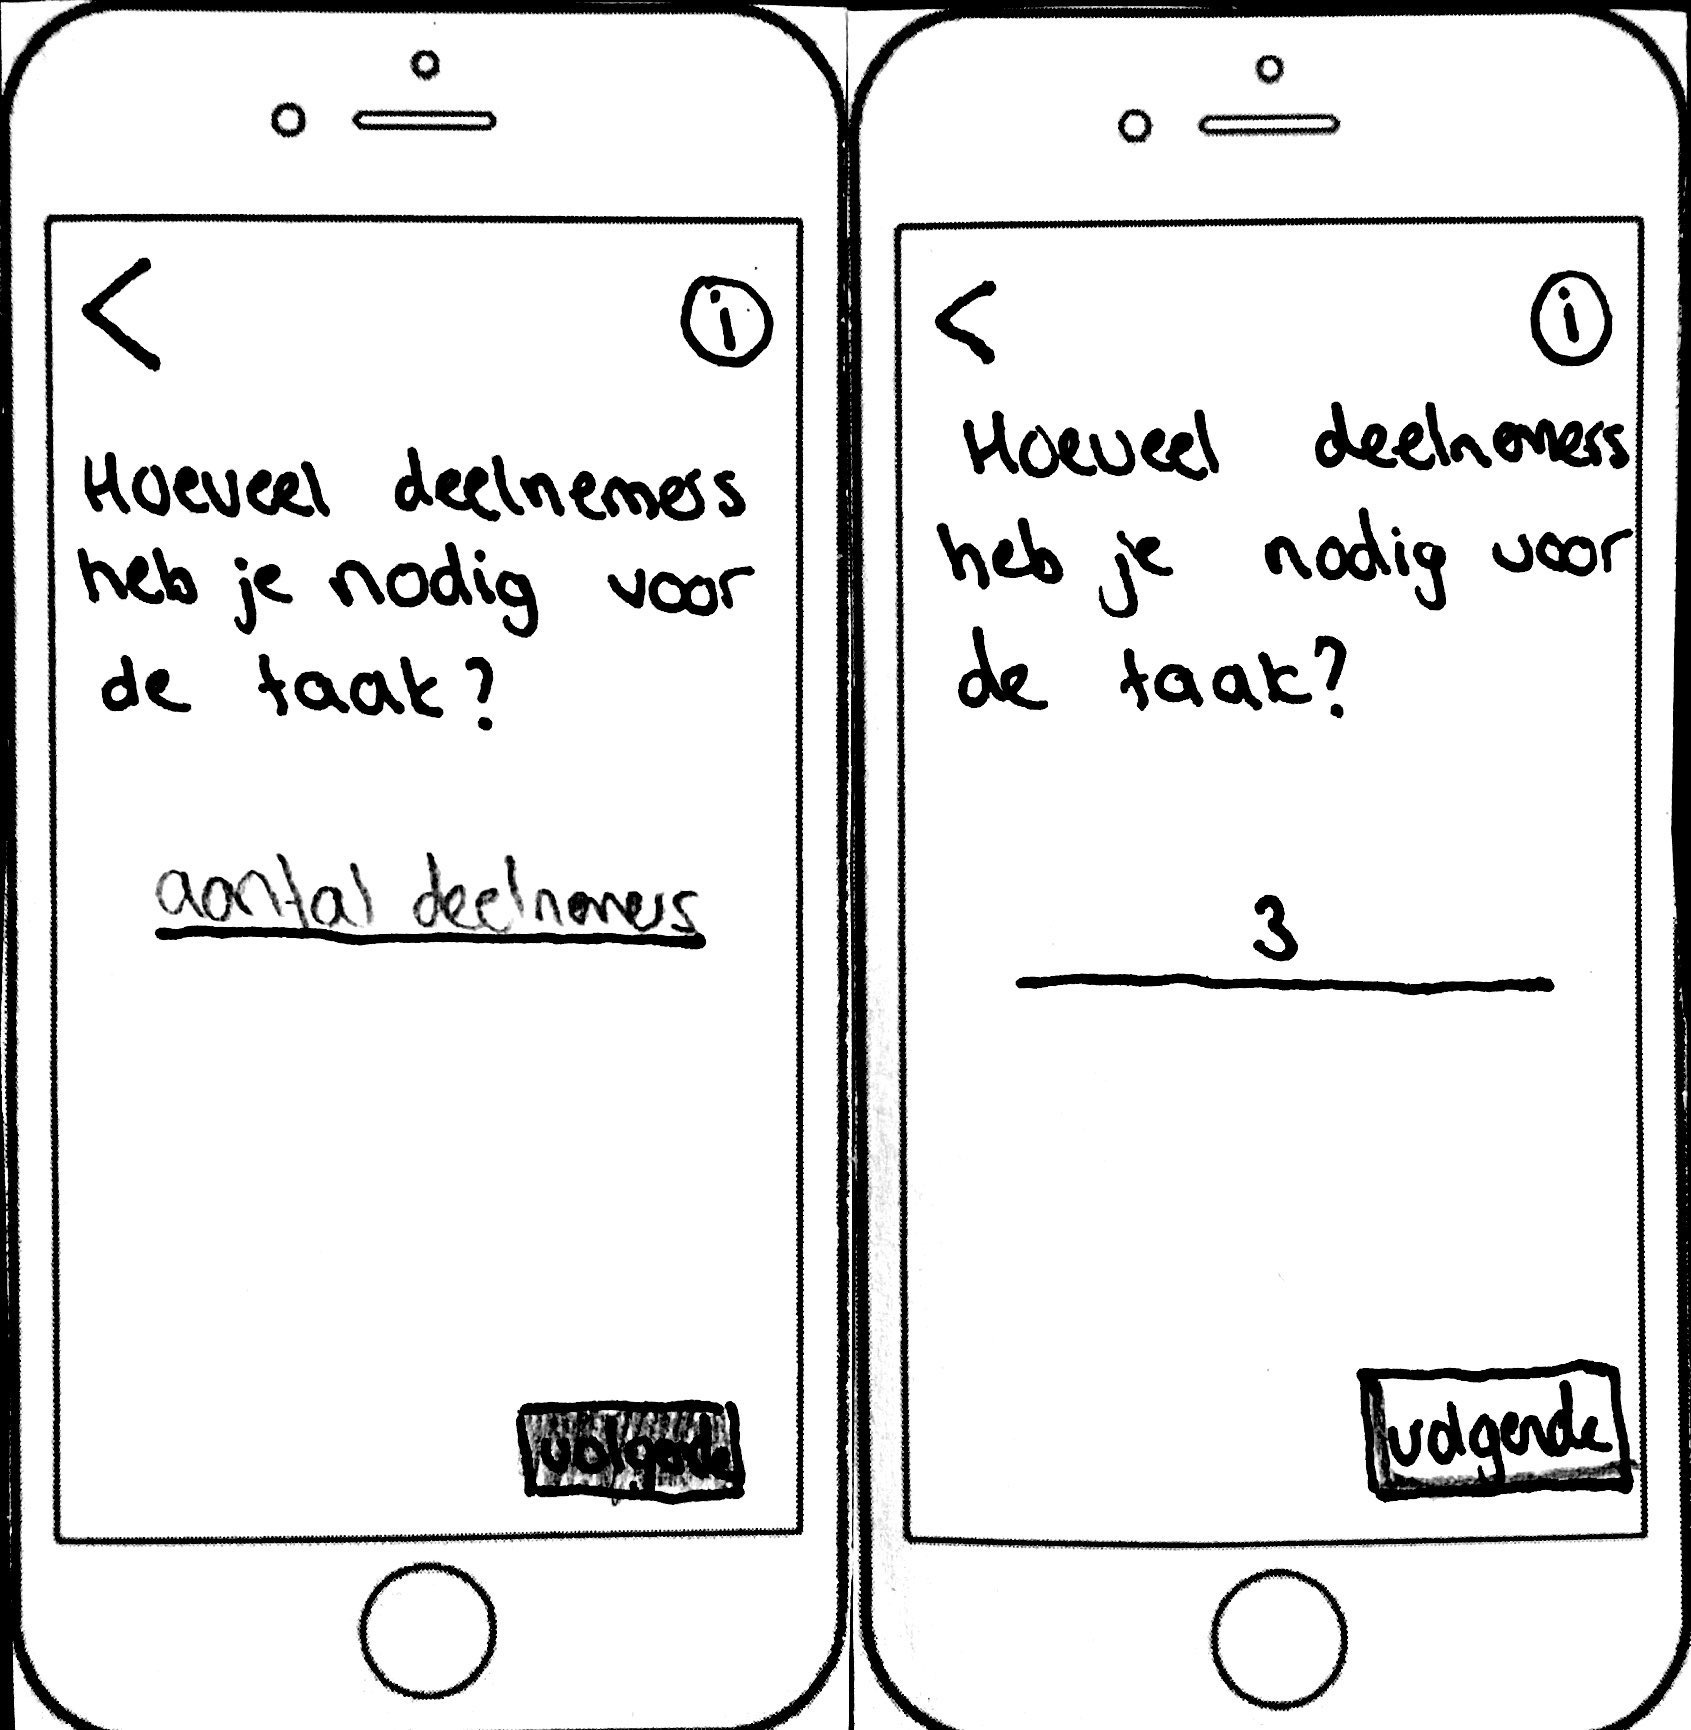 <
i
Hoeveel deelnemers
heb je nodig voor
de taak?
aantal deelnemers
volgende
<
i
Hoeveel deelnemers
heb je nodig voor
de taak?
3
volgende